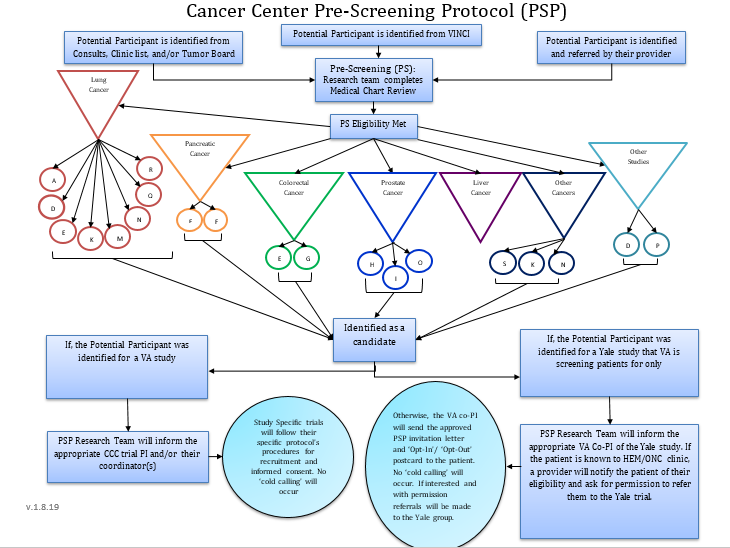 Cancer Center Pre-Screening Protocol (PSP)
Potential Participant is identified from
Consults, Clinic list, and/or Tumor Board
Potential Participant is identified from VINCI
Potential Participant is identified
and referred by their provider
Pre-Screening (PS):
Research team completes
Medical Chart Review
PS Eligibility Met
Lung
Cancer
Pancreatic
Cancer
Colorectal
Cancer
Prostate
Cancer
Liver
Cancer
Other
Cancers
Other
Studies
A
D
E
K
M
N
Q
R
F
F
E
G
H
I
O
S
K
N
D
P
Identified as a
candidate
If, the Potential Participant was
identified for a VA study
If, the Potential Participant was
identified for a Yale study that VA is
screening patients for only
PSP Research Team will inform the
appropriate CCC trial PI and/or their
coordinator(s)
Study Specific trials
will follow their
specific protocol's
procedures for
recruitment and
informed consent. No
'cold calling' will
occur
Otherwise, the VA co-PI
will send the approved
PSP invitation letter
and 'Opt-In'/ 'Opt-Out'
postcard to the patient.
No 'cold calling' will
occur. If interested and
with permission
referrals will be made
to the Yale group.
PSP Research Team will inform the
appropriate VA Co-PI of the Yale study. If
the patient is known to HEM/ONC clinic,
a provider will notify the patient of their
eligibility and ask for permission to refer
them to the Yale trial.
v.1.8.19